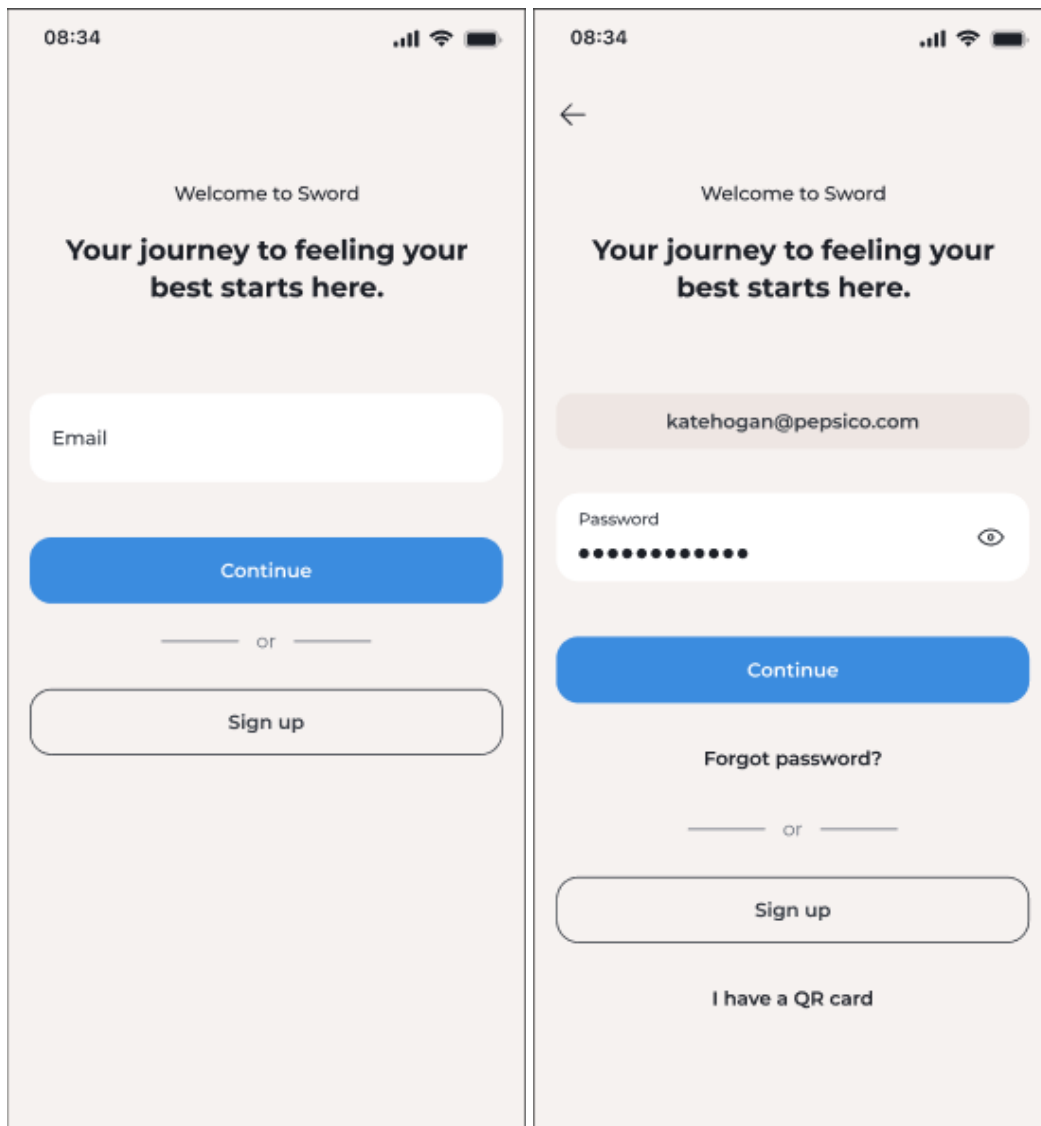 08:34
Welcome to Sword
Your journey to feeling your
best starts here.
Email
Continue
or
Sign up
08:34
Welcome to Sword
Your journey to feeling your
best starts here.
katehogan@pepsico.com
Password
••••••••••••
Continue
Forgot password?
or
Sign up
I have a QR card